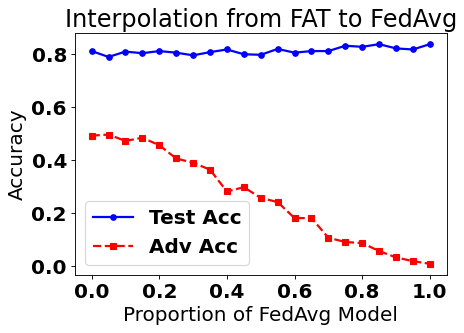 Interpolation from FAT to FedAvg
Accuracy
0.8
0.6
0.4
0.2
0.0
Test Acc
Adv Acc
0.0 0.2 0.4 0.6 0.8 1.0
Proportion of FedAvg Model